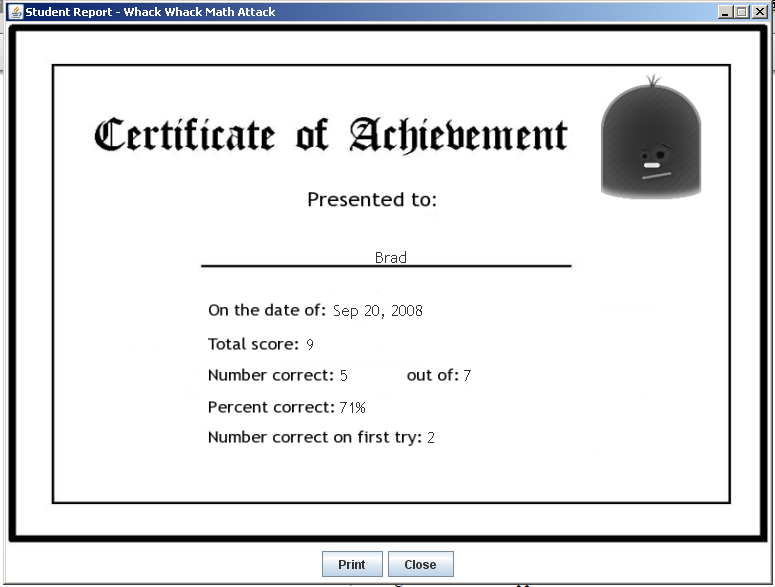 Student Report - Whack Whack Math Attack
Certificate of Achievement
Presented to:
Brad
On the date of: Sep 20, 2008
Total score: 9
Number correct: 5 out of: 7
Percent correct: 71%
Number correct on first try: 2
Print Close